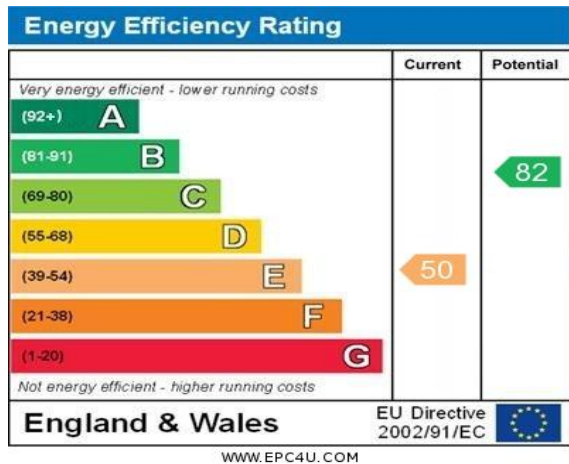 Energy Efficiency Rating
Current Potential
Very energy efficient - lower running costs
(92+) A
(81-91) B
82
(69-80) C
(55-68) D
(39-54) E
50
(21-38) F
(1-20) G
Not energy efficient - higher running costs
England & Wales
EU Directive
2002/91/EC
WWW.EPC4U.COM